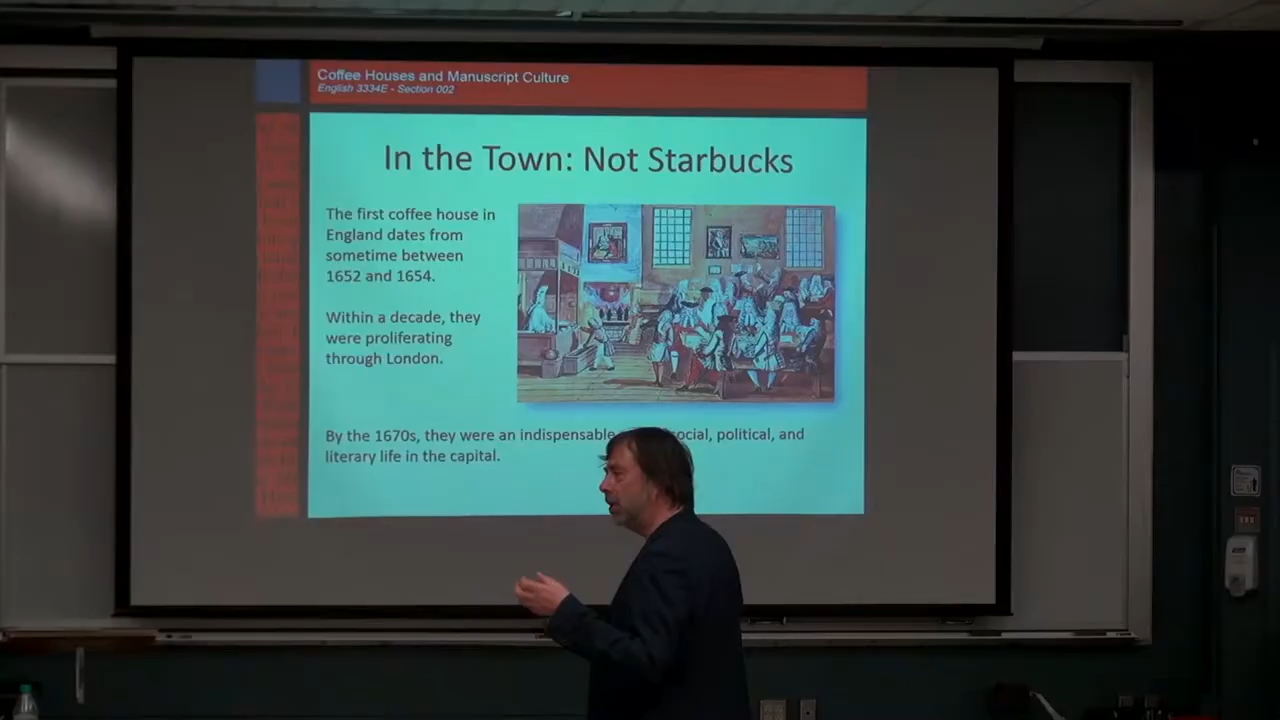 Coffee Houses and Manuscript Culture
English 3334E - Section 002
In the Town: Not Starbucks
The first coffee house in
England dates from
sometime between
1652 and 1654.
Within a decade, they
were proliferating
through London.
By the 1670s, they were an indispensable social, political, and
literary life in the capital.